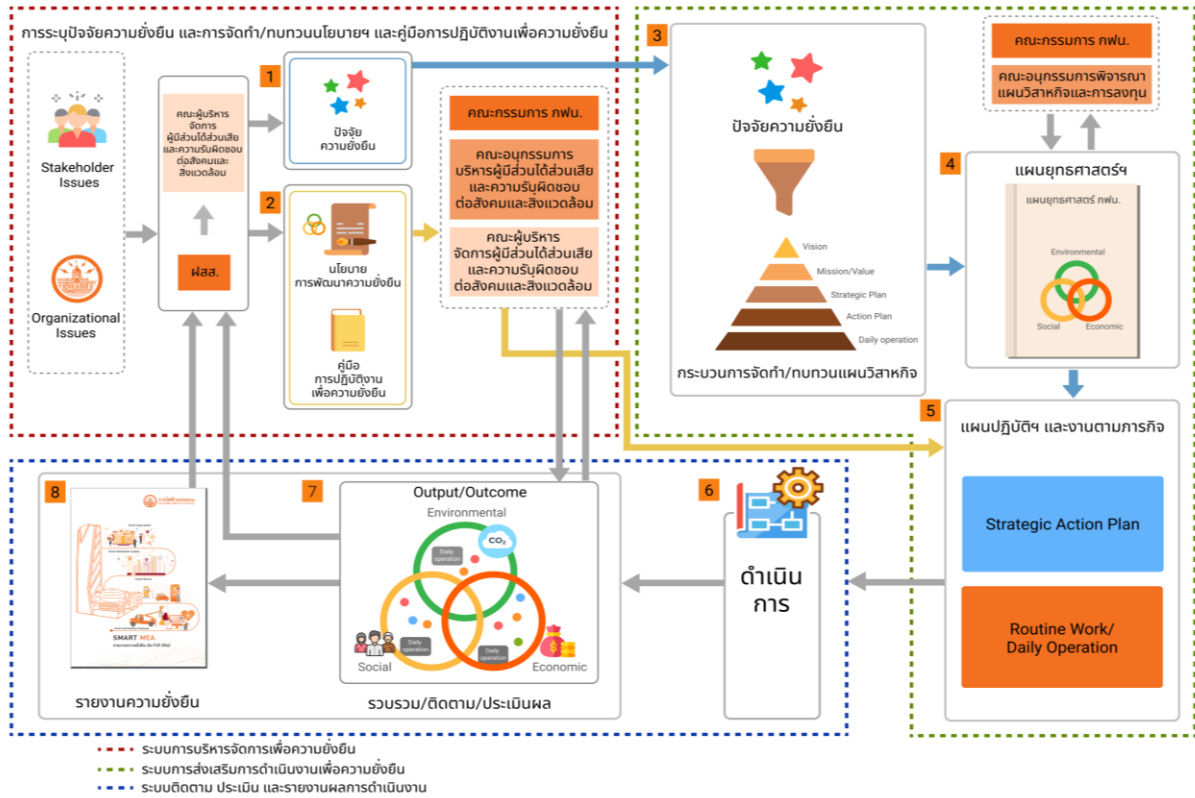 การระบุปัจจัยความยั่งยืน และการจัดทำ/ทบทวนนโยบายฯ และคู่มือการปฏิบัติงานเพื่อความยั่งยืน
Stakeholder
Issues
Organizational
Issues
คณะผู้บริหาร
จัดการ
ผู้มีส่วนได้ส่วนเสีย
และความรับผิดชอบ
ต่อสังคมและ
สิ่งแวดล้อม
ฝสส.
1
ปัจจัย
ความยั่งยืน
2
นโยบาย
การพัฒนาความยั่งยืน
คู่มือ
การปฏิบัติงาน
เพื่อความยั่งยืน
คณะกรรมการ กฟน.
คณะอนุกรรมการ
บริหารผู้มีส่วนได้ส่วนเสีย
และความรับผิดชอบ
ต่อสังคมและสิ่งแวดล้อม
คณะผู้บริหาร
จัดการผู้มีส่วนได้ส่วนเสีย
และความรับผิดชอบ
ต่อสังคมและสิ่งแวดล้อม
3
ปัจจัยความยั่งยืน
Vision
Mission/Value
Strategic Plan
Action Plan
Daily operation
กระบวนการจัดทำ/ทบทวนแผนวิสาหกิจ
คณะกรรมการ กฟน.
คณะอนุกรรมการพิจารณา
แผนวิสาหกิจและการลงทุน
4
แผนยุทธศาสตร์ฯ
แผนยุทธศาสตร์ กฟน.
Environmental
Social
Economic
5
แผนปฏิบัติฯ และงานตามภารกิจ
Strategic Action Plan
Routine Work/
Daily Operation
6
ดำเนิน
การ
7
Output/Outcome
Environmental
CO₂
Daily
operation
Daily
operation
Daily
operation
Social
Economic
รวบรวม/ติดตาม/ประเมินผล
8
การไฟฟ้านครหลวง
SMART MEA
รายงานความยั่งยืน
ระบบการบริหารจัดการเพื่อความยั่งยืน
ระบบการส่งเสริมการดำเนินงานเพื่อความยั่งยืน
ระบบติดตาม ประเมิน และรายงานผลการดำเนินงาน